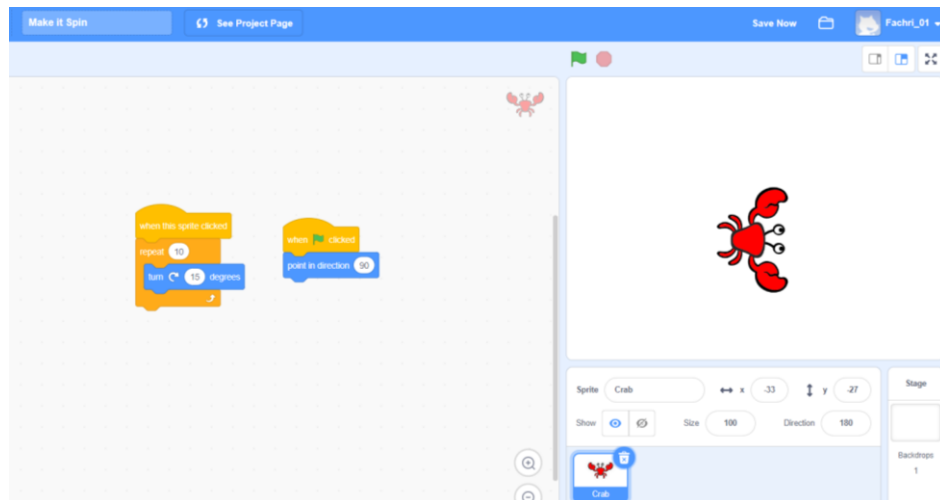 Make it Spin
See Project Page
Save Now
Fachri_01
when this sprite clicked
repeat 10
turn 15 degrees
when clicked
point in direction 90
Sprite Crab x -33 y -27
Show Size 100 Direction 180
Crab
Stage
Backdrops
1